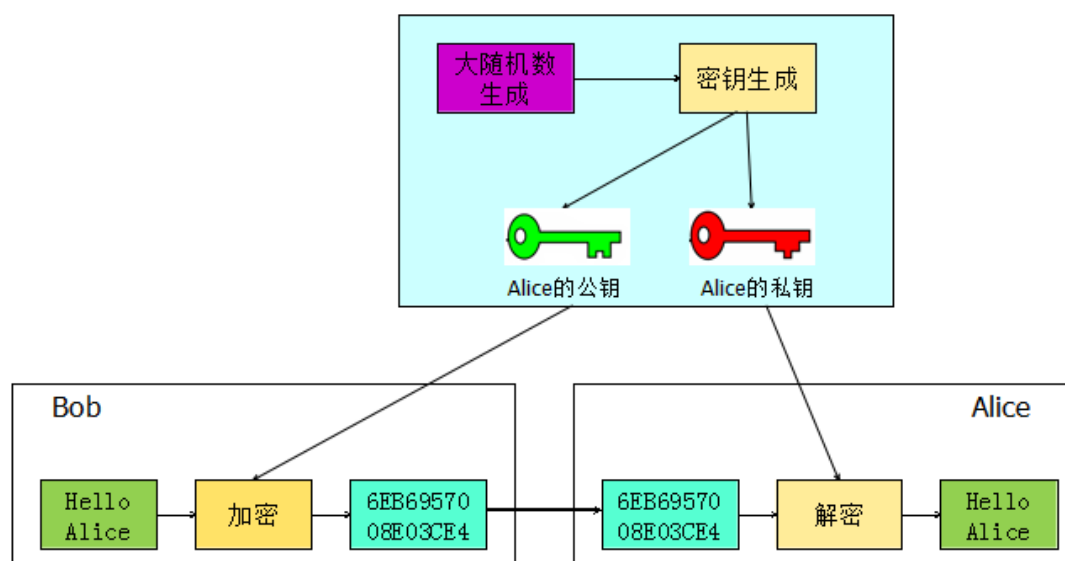 大随机数
生成
密钥生成
Alice的公钥
Alice的私钥
Bob
Hello
Alice
加密
6EB69570
08E03CE4
Alice
6EB69570
08E03CE4
解密
Hello
Alice